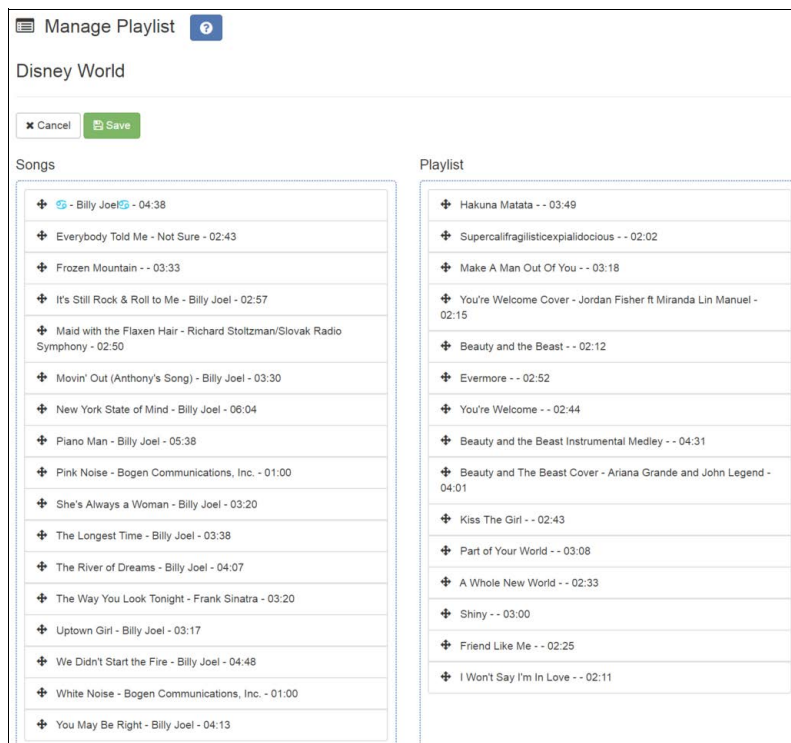 Manage Playlist
Disney World
Cancel
Save
Songs
♋ - Billy Joel♋ - 04:38
Everybody Told Me - Not Sure - 02:43
Frozen Mountain - - 03:33
It's Still Rock & Roll to Me - Billy Joel - 02:57
Maid with the Flaxen Hair - Richard Stoltzman/Slovak Radio
Symphony - 02:50
Movin' Out (Anthony's Song) - Billy Joel - 03:30
New York State of Mind - Billy Joel - 06:04
Piano Man - Billy Joel - 05:38
Pink Noise - Bogen Communications, Inc. - 01:00
She's Always a Woman - Billy Joel - 03:20
The Longest Time - Billy Joel - 03:38
The River of Dreams - Billy Joel - 04:07
The Way You Look Tonight - Frank Sinatra - 03:20
Uptown Girl - Billy Joel - 03:17
We Didn't Start the Fire - Billy Joel - 04:48
White Noise - Bogen Communications, Inc. - 01:00
You May Be Right - Billy Joel - 04:13
Playlist
Hakuna Matata - - 03:49
Supercalifragilisticexpialidocious - - 02:02
Make A Man Out Of You - - 03:18
You're Welcome Cover - Jordan Fisher ft Miranda Lin Manuel -
02:15
Beauty and the Beast - - 02:12
Evermore - - 02:52
You're Welcome - - 02:44
Beauty and the Beast Instrumental Medley - - 04:31
Beauty and The Beast Cover - Ariana Grande and John Legend -
04:01
Kiss The Girl - - 02:43
Part of Your World - - 03:08
A Whole New World - - 02:33
Shiny - - 03:00
Friend Like Me - - 02:25
I Won't Say I'm In Love - - 02:11